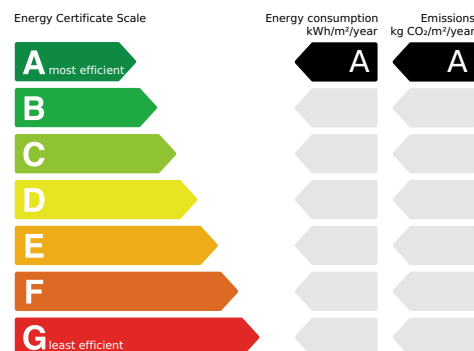 Energy Certificate Scale
Energy consumption
kWh/m²/year
Emissions
kg CO₂/m²/year
A most efficient
A
A
B
C
D
E
F
G least efficient